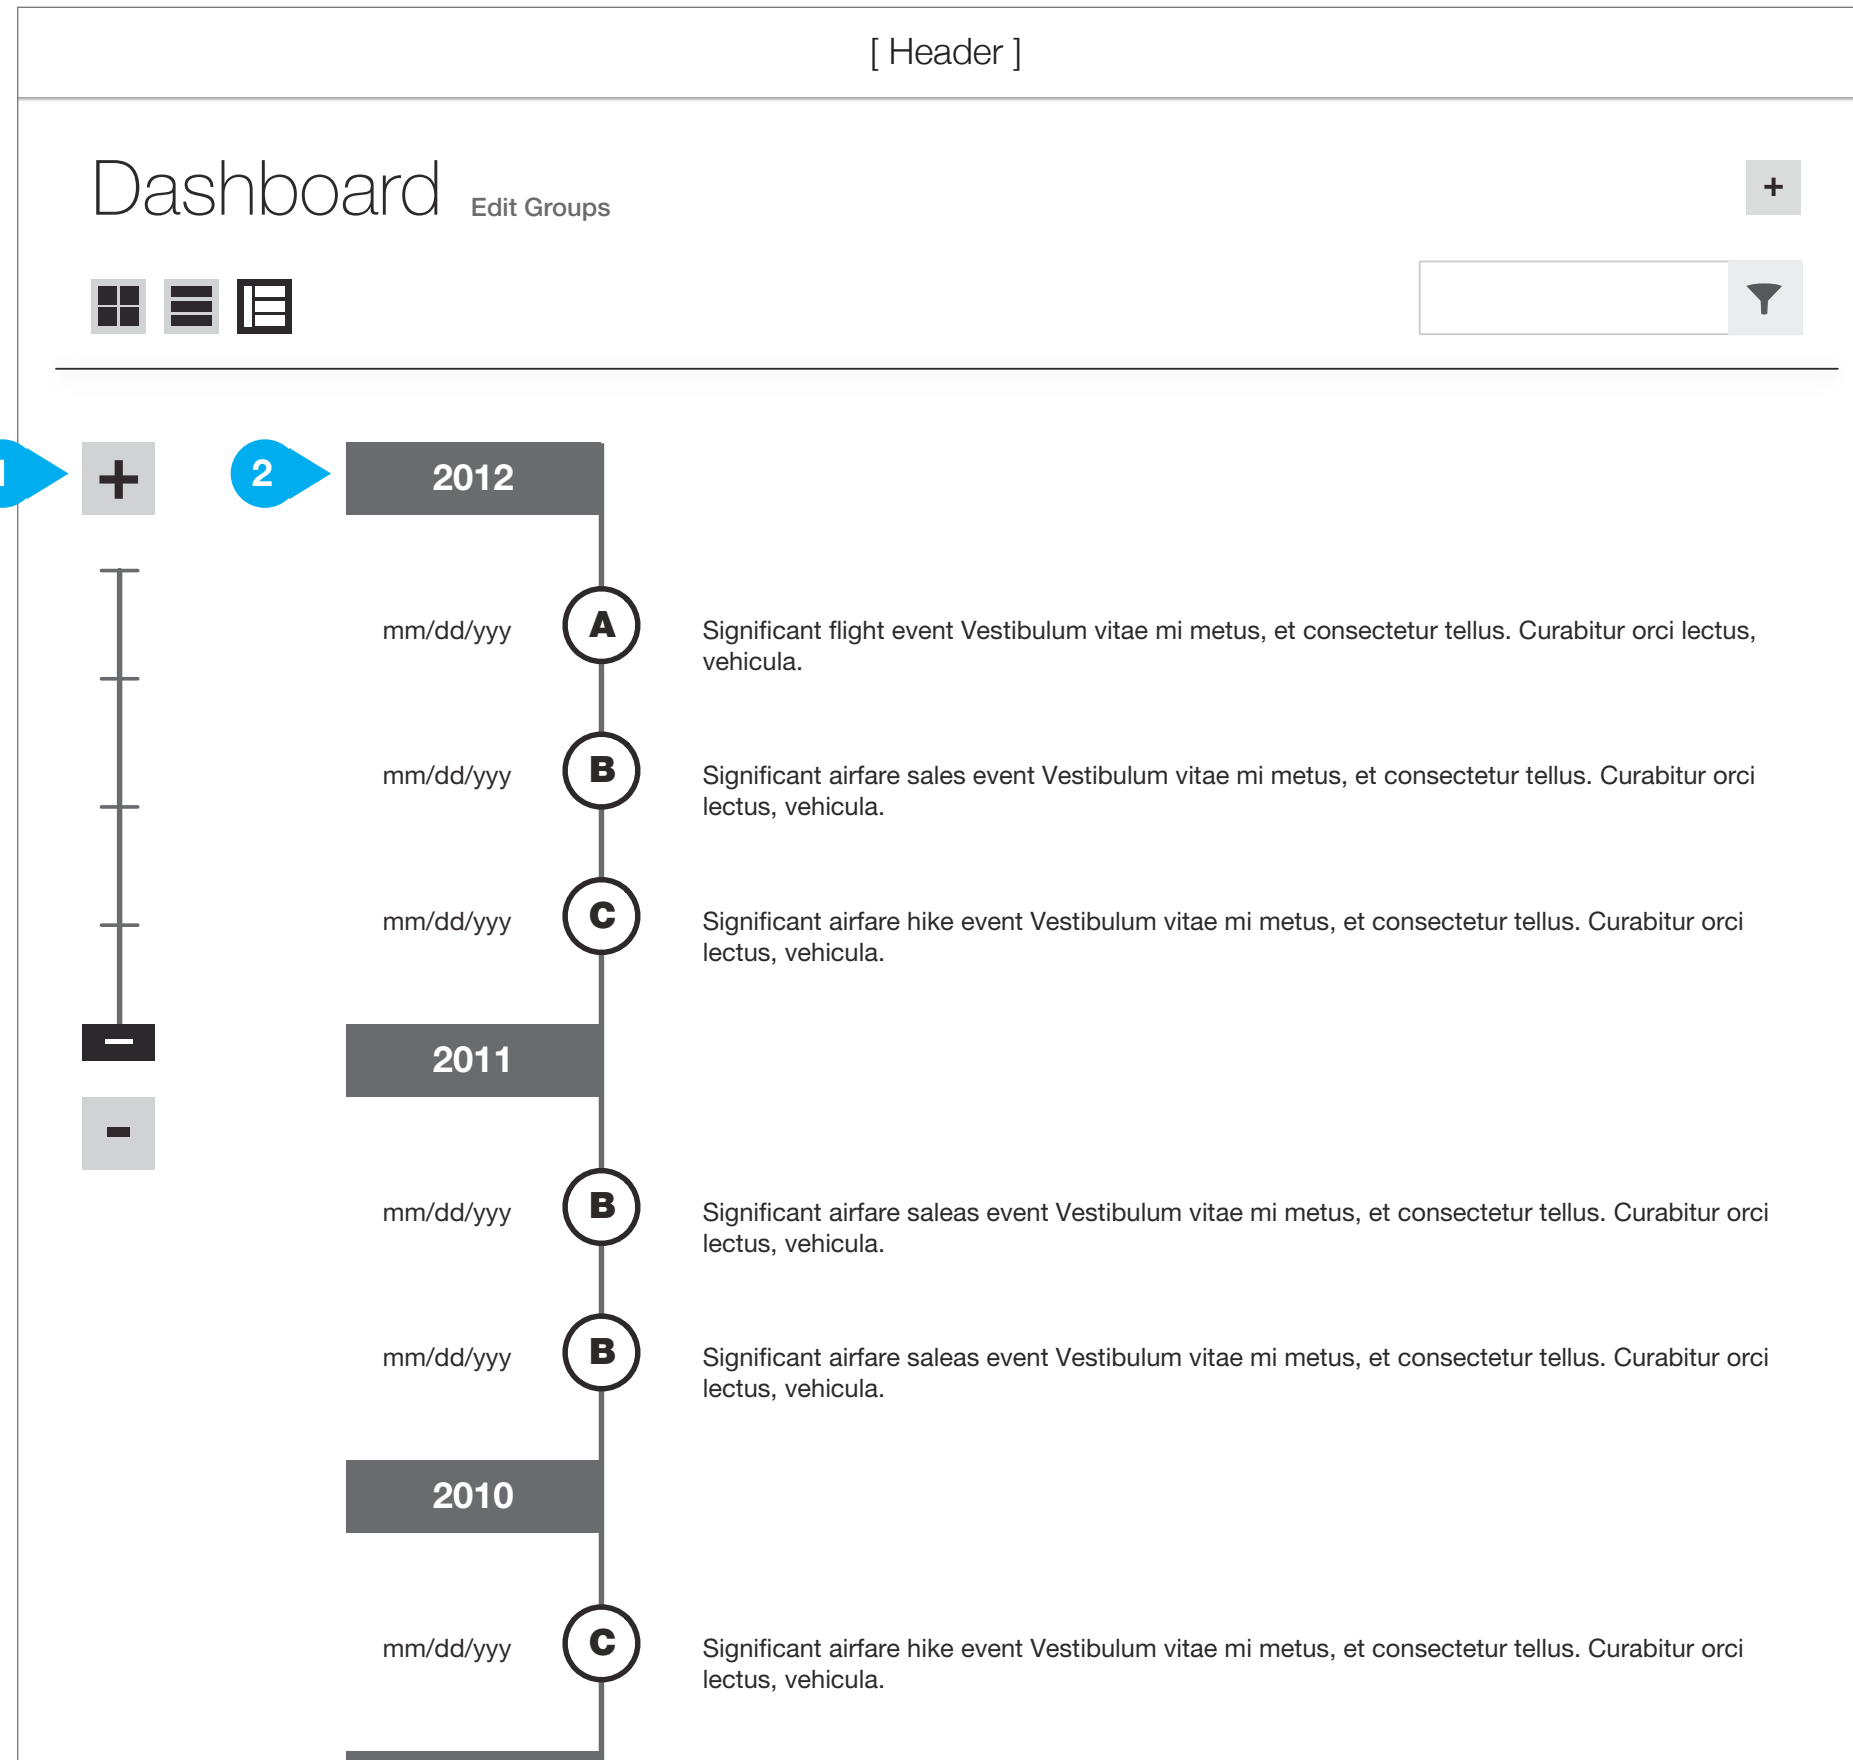 [ Header ]
Dashboard Edit Groups
+
1
+
2
2012
mm/dd/yyy
A
Significant flight event Vestibulum vitae mi metus, et consectetur tellus. Curabitur orci lectus,
vehicula.
mm/dd/yyy
B
Significant airfare sales event Vestibulum vitae mi metus, et consectetur tellus. Curabitur orci
lectus, vehicula.
mm/dd/yyy
C
Significant airfare hike event Vestibulum vitae mi metus, et consectetur tellus. Curabitur orci
lectus, vehicula.
2011
-
mm/dd/yyy
B
Significant airfare saleas event Vestibulum vitae mi metus, et consectetur tellus. Curabitur orci
lectus, vehicula.
mm/dd/yyy
B
Significant airfare saleas event Vestibulum vitae mi metus, et consectetur tellus. Curabitur orci
lectus, vehicula.
2010
mm/dd/yyy
C
Significant airfare hike event Vestibulum vitae mi metus, et consectetur tellus. Curabitur orci
lectus, vehicula.